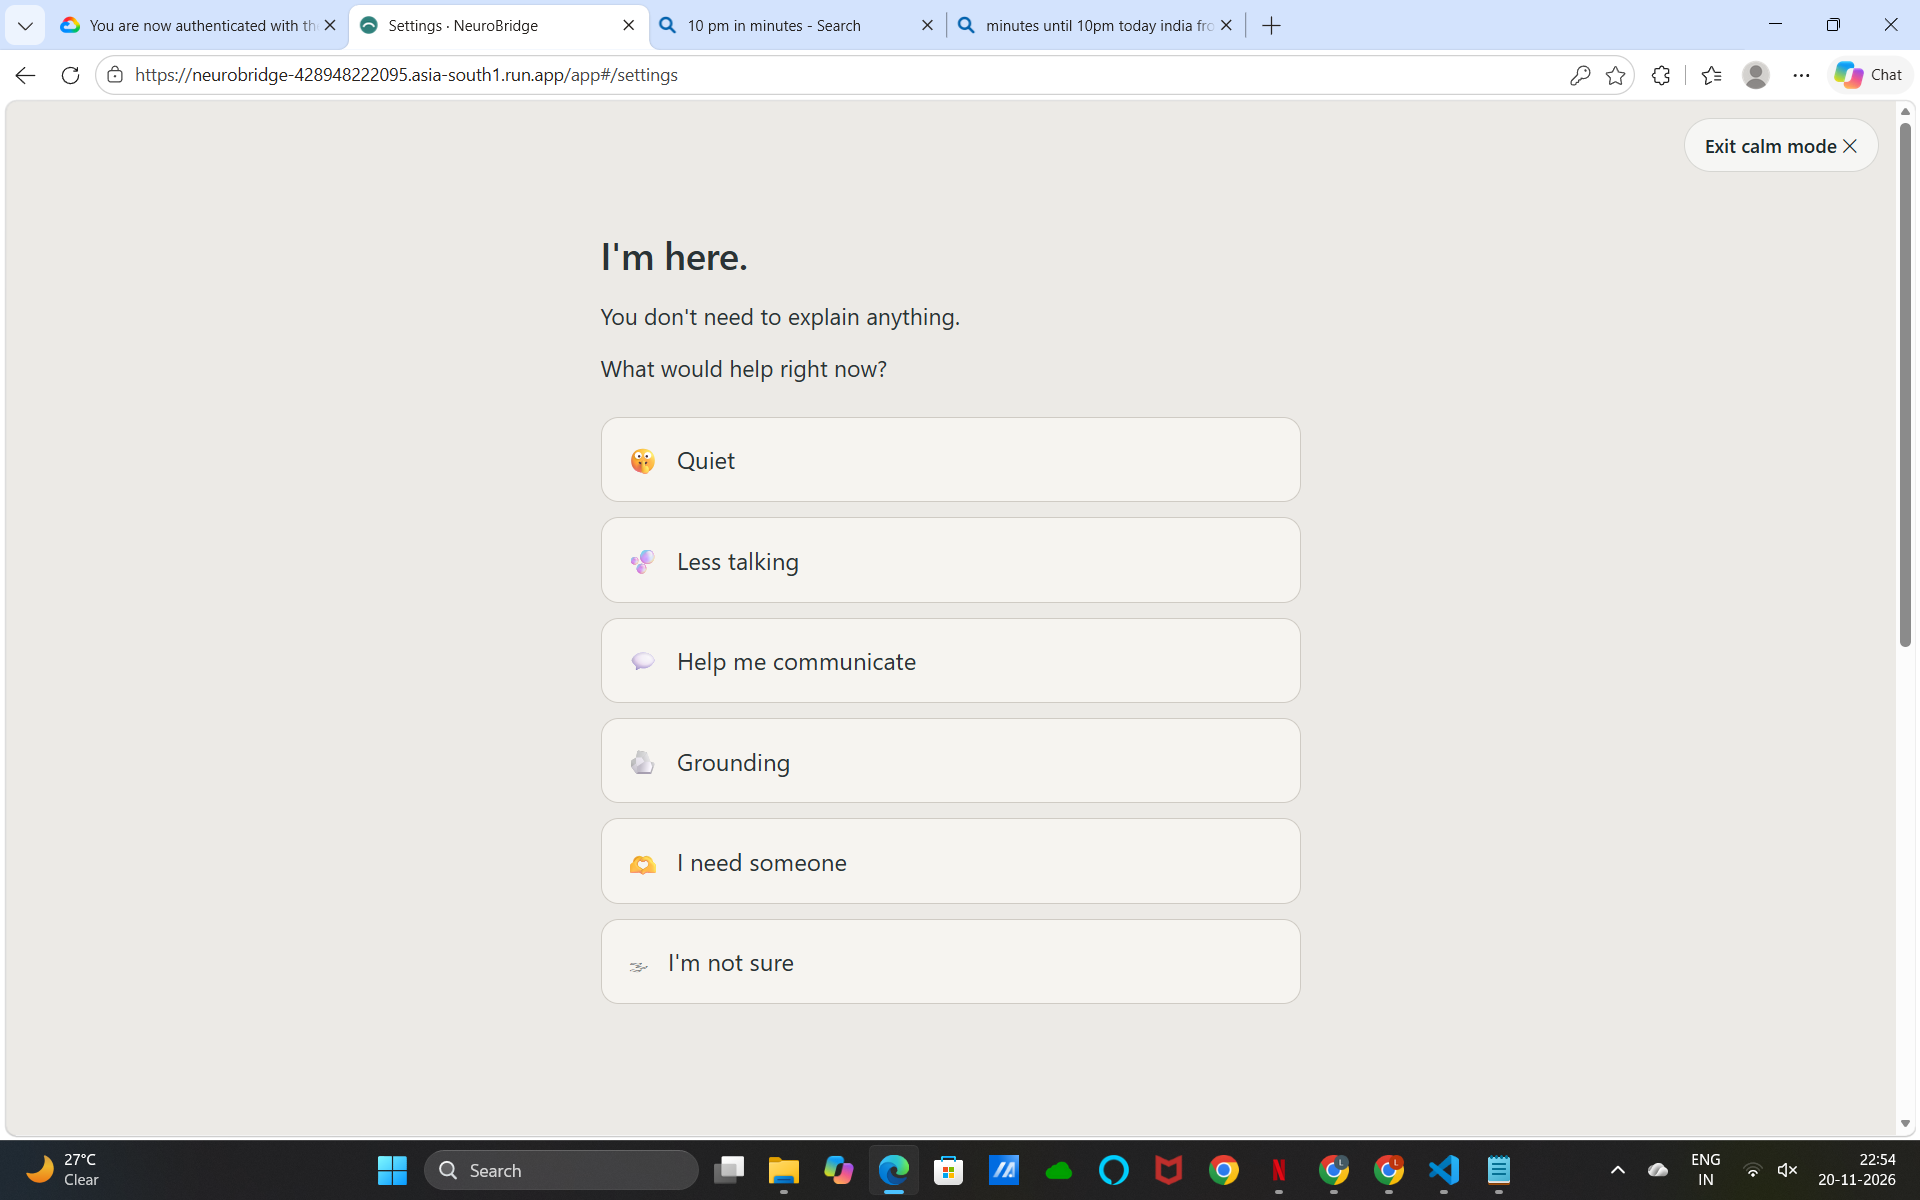 You are now authenticated with th
Settings · NeuroBridge
10 pm in minutes - Search
minutes until 10pm today india fro
https://neurobridge-428948222095.asia-south1.run.app/app#/settings
Chat
Exit calm mode
I'm here.
You don't need to explain anything.
What would help right now?
Quiet
Less talking
Help me communicate
Grounding
I need someone
I'm not sure
27°C
Clear
Search
ENG
IN
22:54
20-11-2026